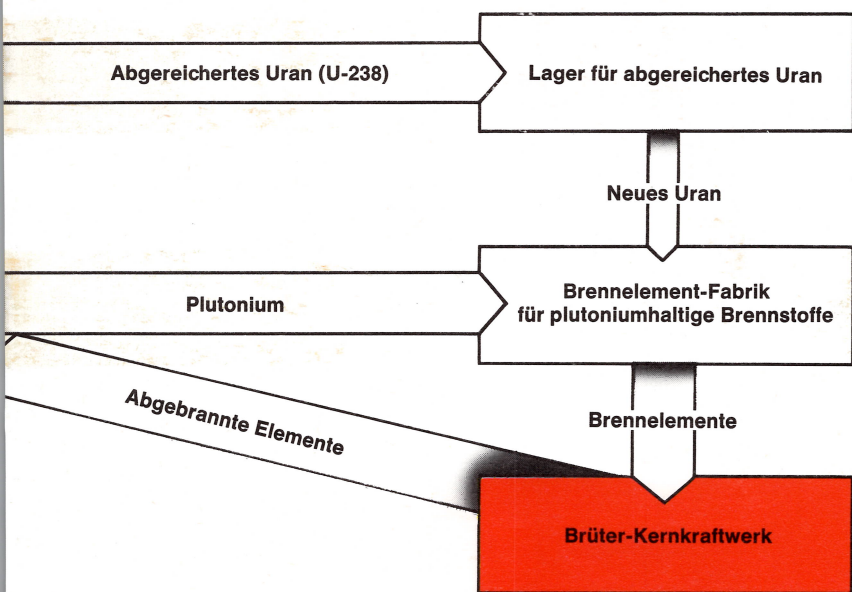 Abgereichertes Uran (U-238)
Lager für abgereichertes Uran
Neues Uran
Plutonium
Brennelement-Fabrik
für plutoniumhaltige Brennstoffe
Abgebrannte Elemente
Brennelemente
Brüter-Kernkraftwerk